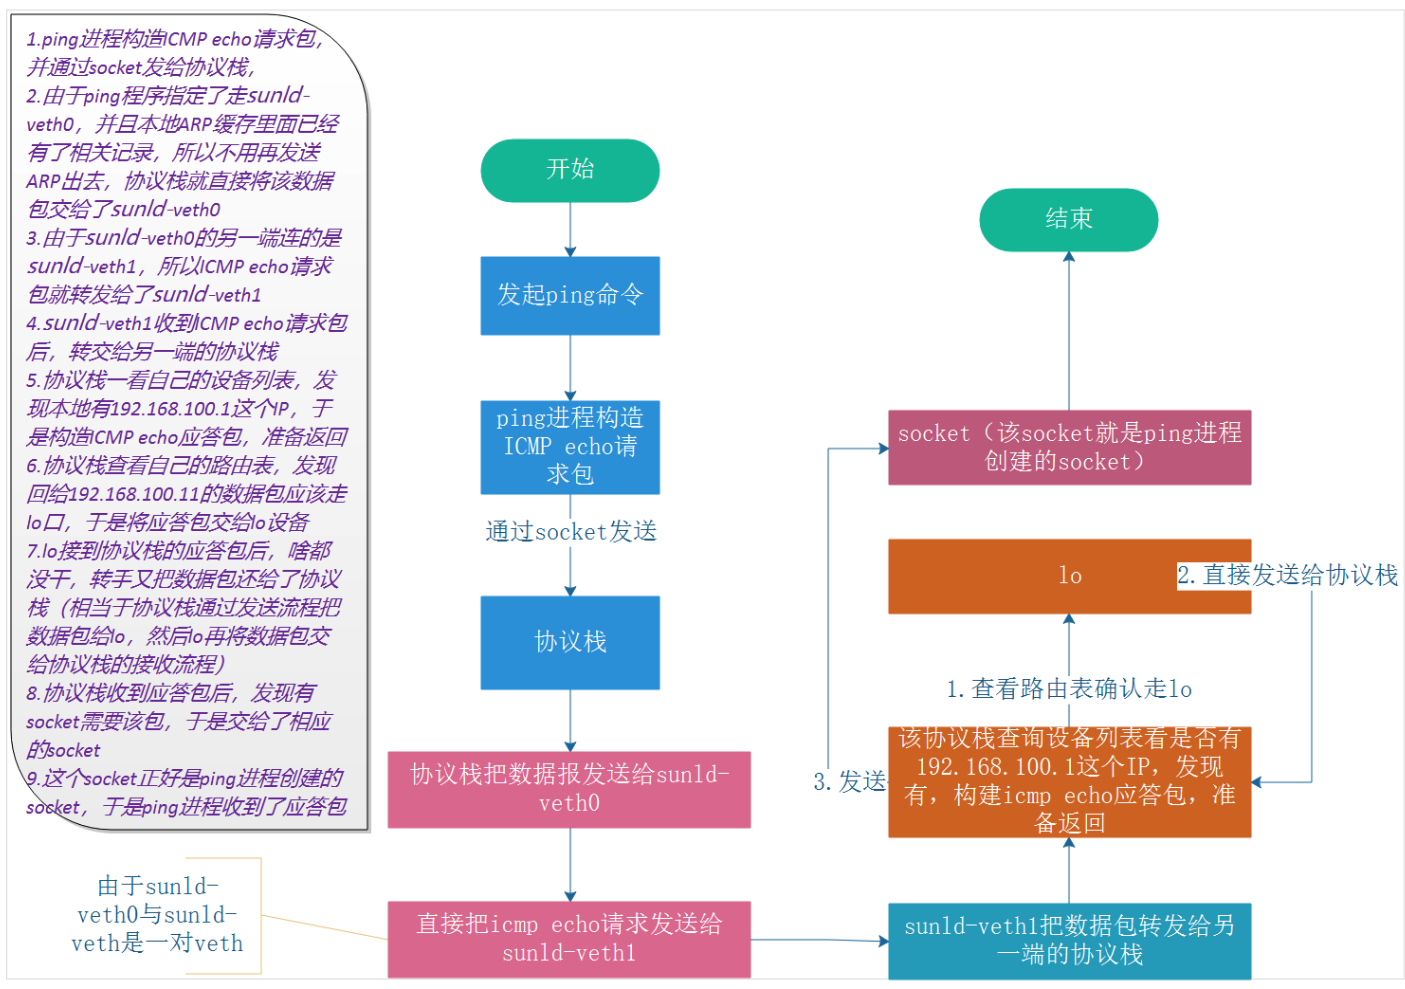 1.ping进程构造ICMP echo请求包，
并通过socket发给协议栈，
2.由于ping程序指定了走sunld-
veth0，并且本地ARP缓存里面已经
有了相关记录，所以不用再发送
ARP出去，协议栈就直接将该数据
包交给了sunld-veth0
3.由于sunld-veth0的另一端连的是
sunld-veth1，所以ICMP echo请求
包就转发给了sunld-veth1
4.sunld-veth1收到ICMP echo请求包
后，转交给另一端的协议栈
5.协议栈一看自己的设备列表，发
现本地有192.168.100.1这个IP，于
是构造ICMP echo应答包，准备返回
6.协议栈查看自己的路由表，发现
回给192.168.100.11的数据包应该走
lo口，于是将应答包交给lo设备
7.lo接到协议栈的应答包后，啥都
没干，转手又把数据包还给了协议
栈（相当于协议栈通过发送流程把
数据包给lo，然后lo再将数据包交
给协议栈的接收流程）
8.协议栈收到应答包后，发现有
socket需要该包，于是交给了相应
的socket
9.这个socket正好是ping进程创建的
socket，于是ping进程收到了应答包
开始
发起ping命令
ping进程构造
ICMP echo请
求包
通过socket发送
协议栈
协议栈把数据报发送给sunld-
veth0
直接把icmp echo请求发送给
sunld-veth1
由于sunld-
veth0与sunld-
veth是一对veth
sunld-veth1把数据包转发给另
一端的协议栈
该协议栈查询设备列表看是否有
192.168.100.1这个IP，发现
有，构建icmp echo应答包，准
备返回
1.查看路由表确认走lo
lo
2.直接发送给协议栈
3.发送
socket（该socket就是ping进程
创建的socket）
结束